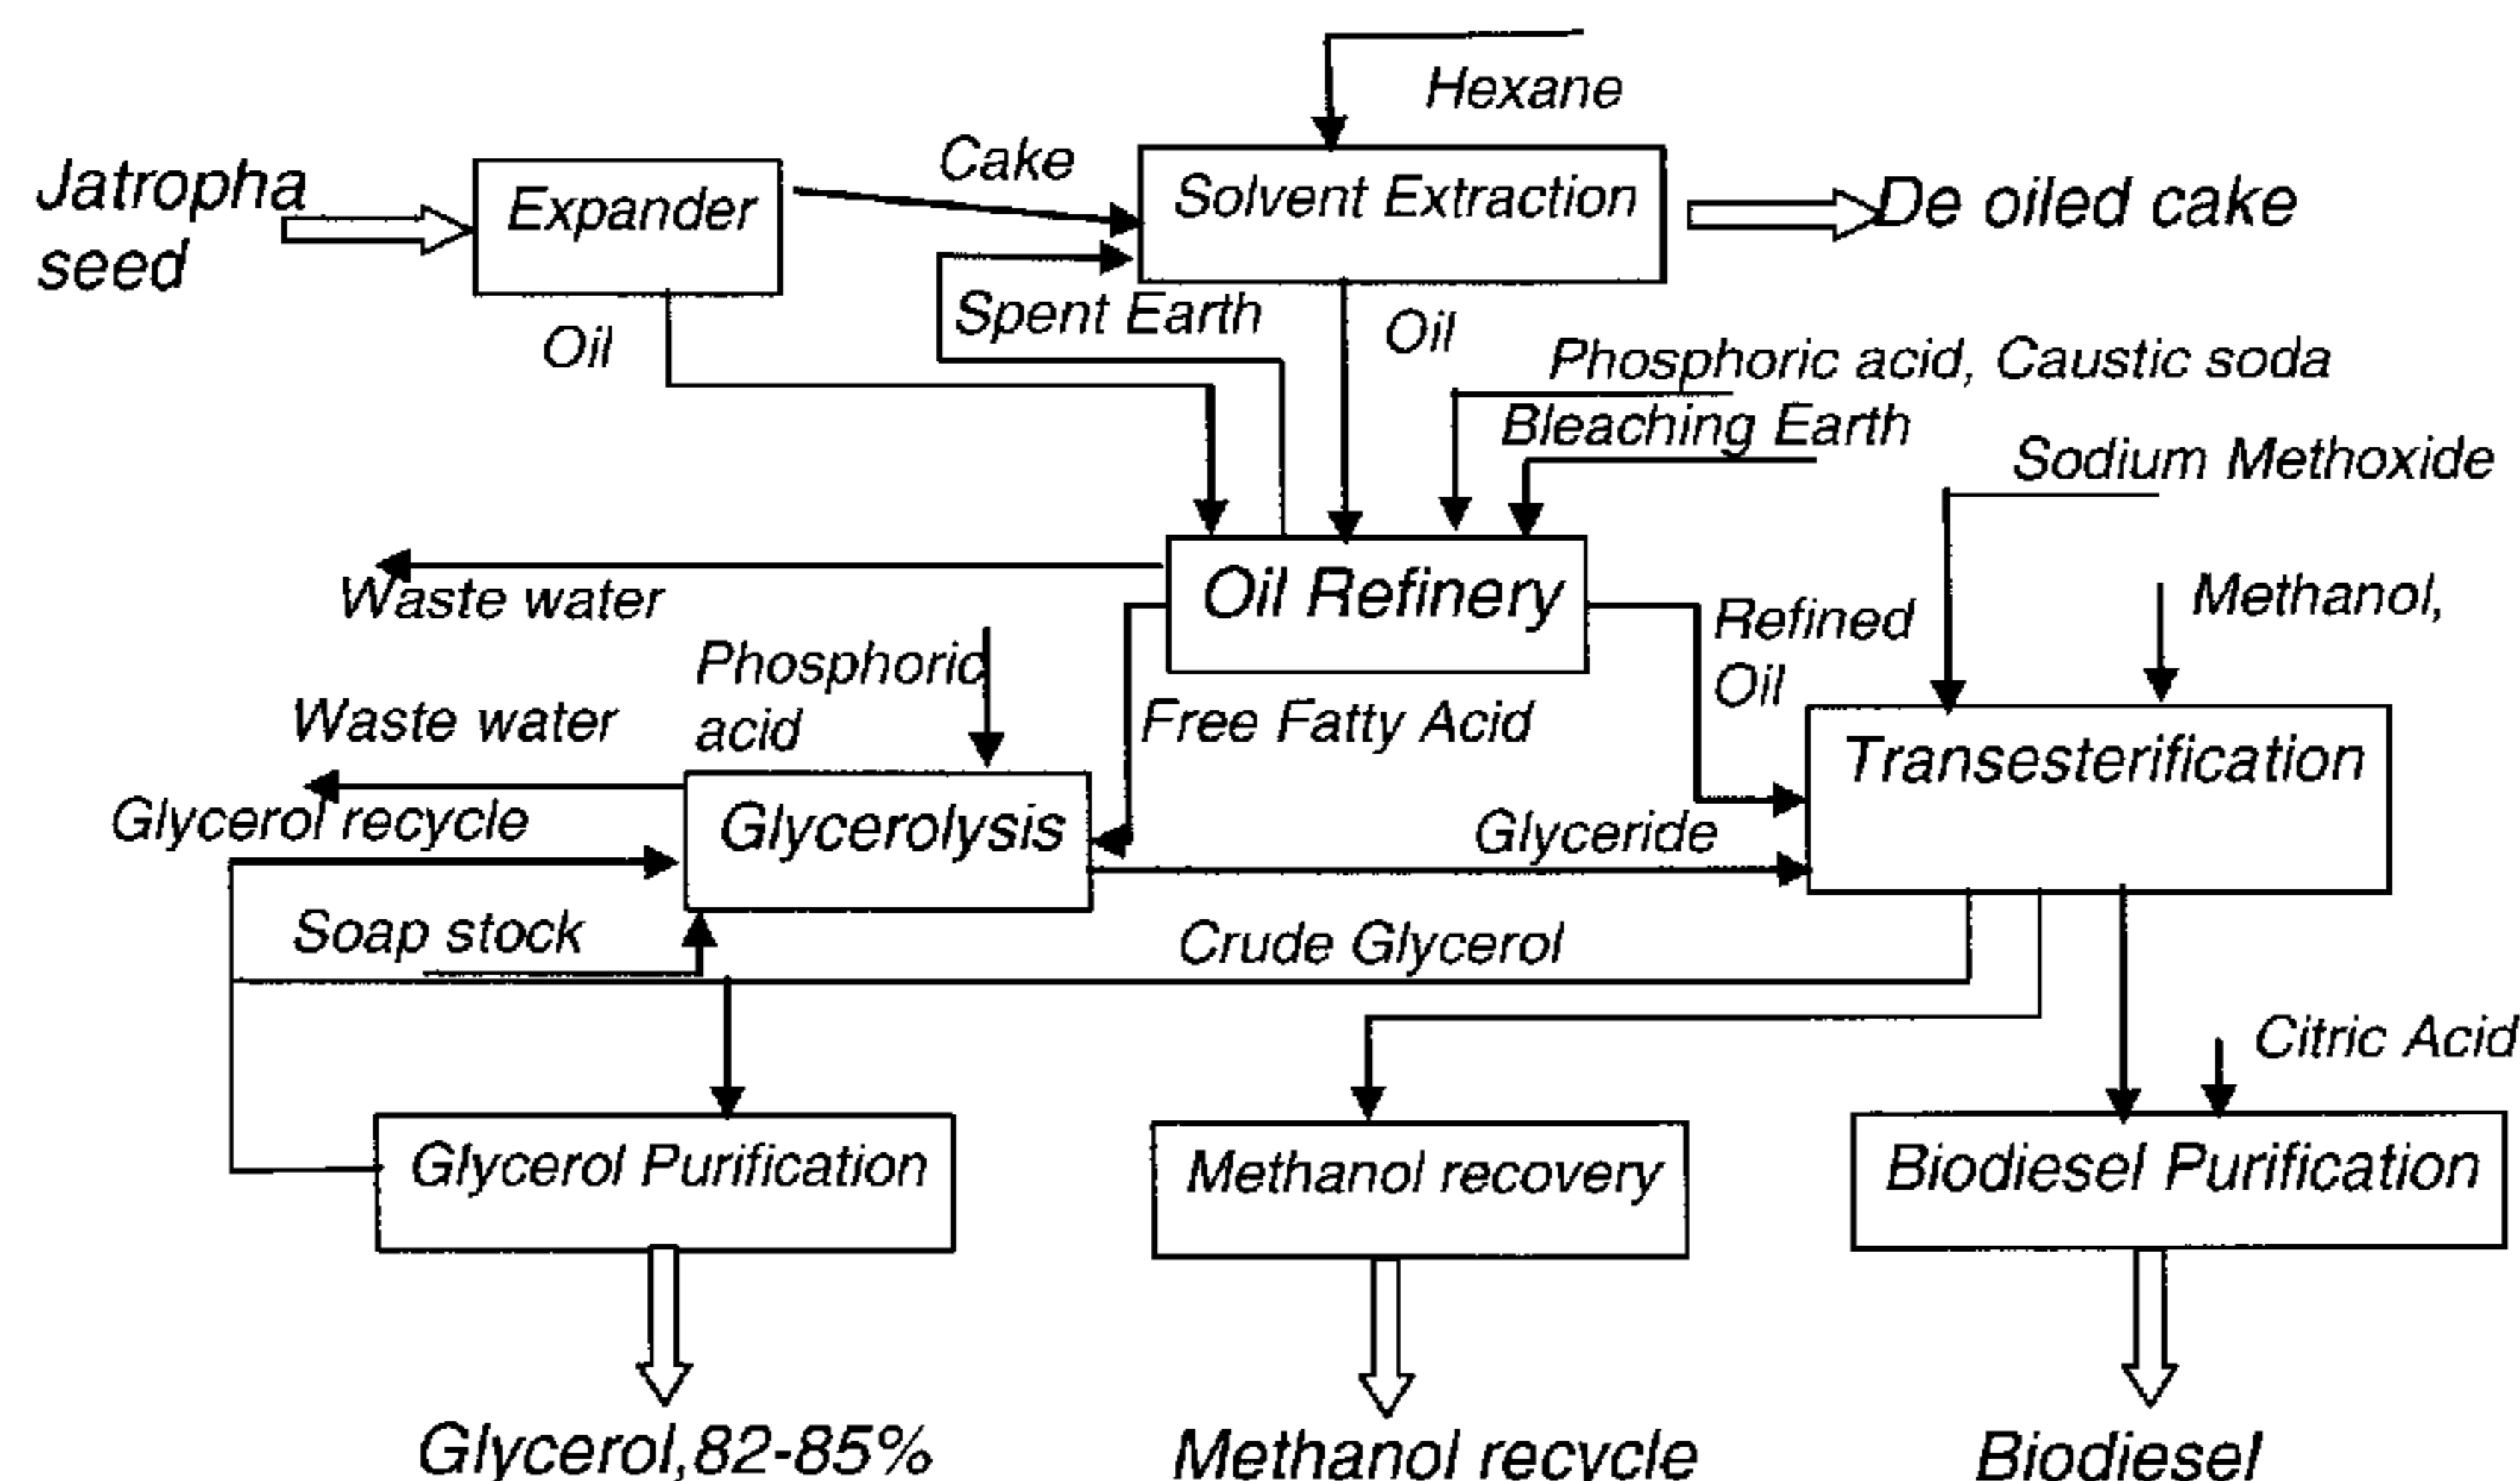 Hexane
Cake
Jatropha
seed
Expander
Solvent Extraction
De oiled cake
Spent Earth
Oil
Oil
Phosphoric acid, Caustic soda
Bleaching Earth
Sodium Methoxide
Waste water
Oil Refinery
Methanol,
Refined
Oil
Phosphoric
acid
Waste water
Free Fatty Acid
Transesterification
Glycerol recycle
Glycerolysis
Glyceride
Soap stock
Crude Glycerol
Citric Acid
Glycerol Purification
Methanol recovery
Biodiesel Purification
Glycerol,82-85%
Methanol recycle
Biodiesel